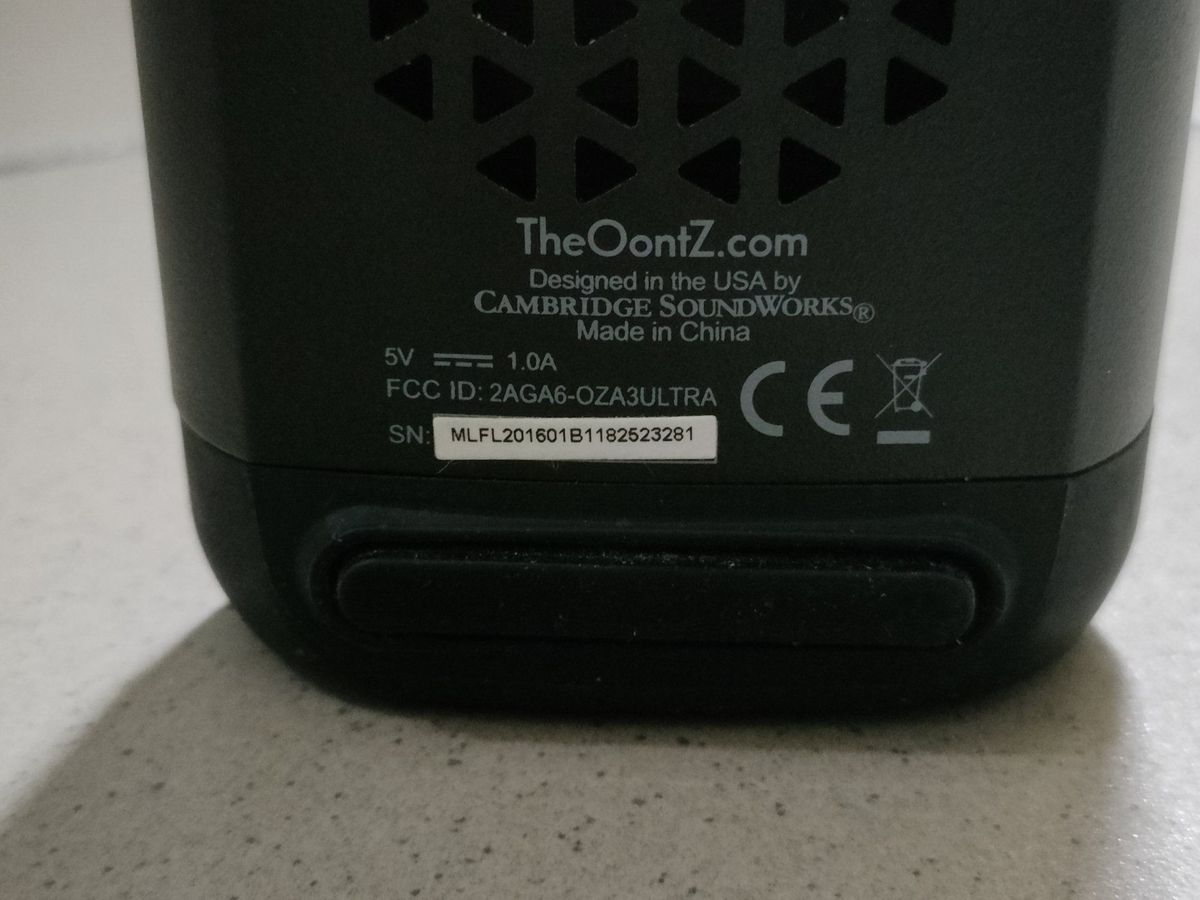 TheOontZ.com
Designed in the USA by
CAMBRIDGE SOUNDWORKS®
Made in China
5V ⎓ 1.0A
FCC ID: 2AGA6-OZA3ULTRA
SN: MLFL201601B1182523281
CE